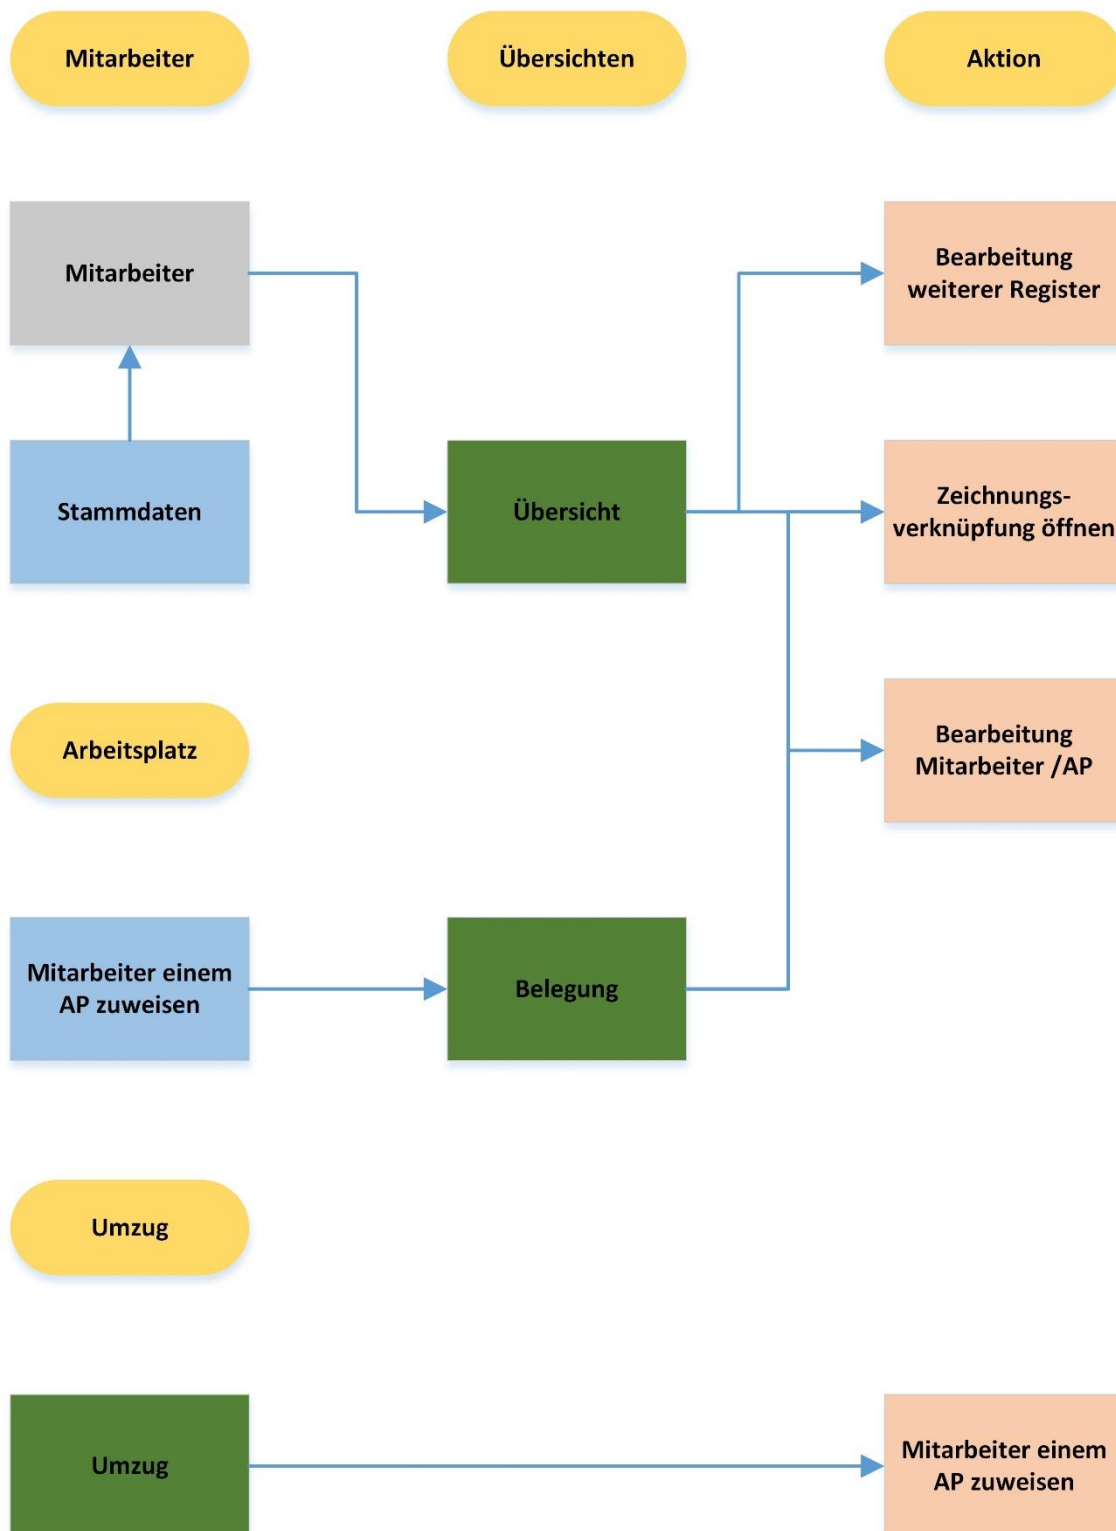 Mitarbeiter
Übersichten
Aktion
Mitarbeiter
Bearbeitung
weiterer Register
Stammdaten
Übersicht
Zeichnungs-
verknüpfung öffnen
Arbeitsplatz
Bearbeitung
Mitarbeiter /AP
Mitarbeiter einem
AP zuweisen
Belegung
Umzug
Umzug
Mitarbeiter einem
AP zuweisen